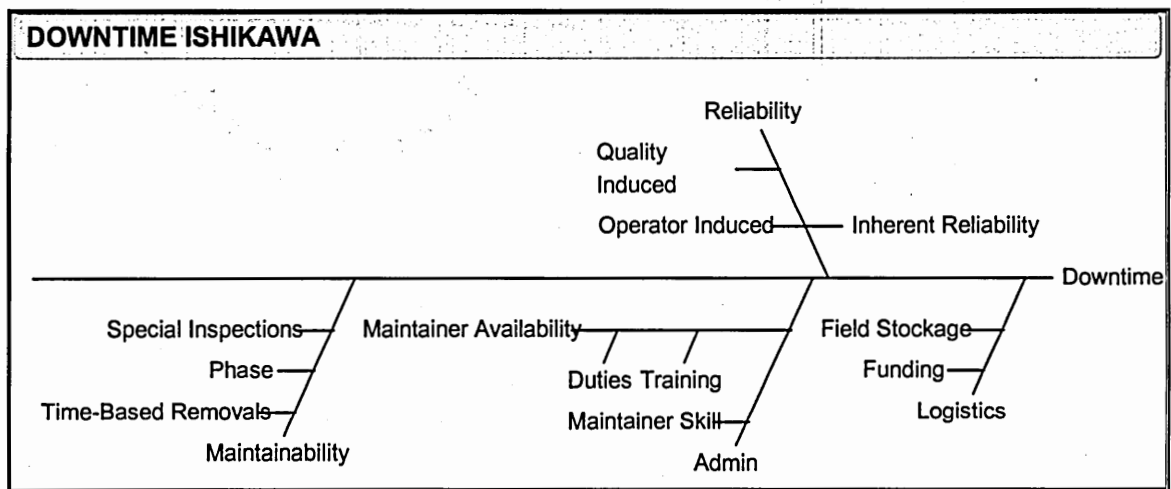 DOWNTIME ISHIKAWA
Reliability
Quality
Induced
Operator Induced
Inherent Reliability
Downtime
Special Inspections
Maintainer Availability
Field Stockage
Phase
Duties
Training
Funding
Time-Based Removals
Maintainer Skill
Logistics
Maintainability
Admin